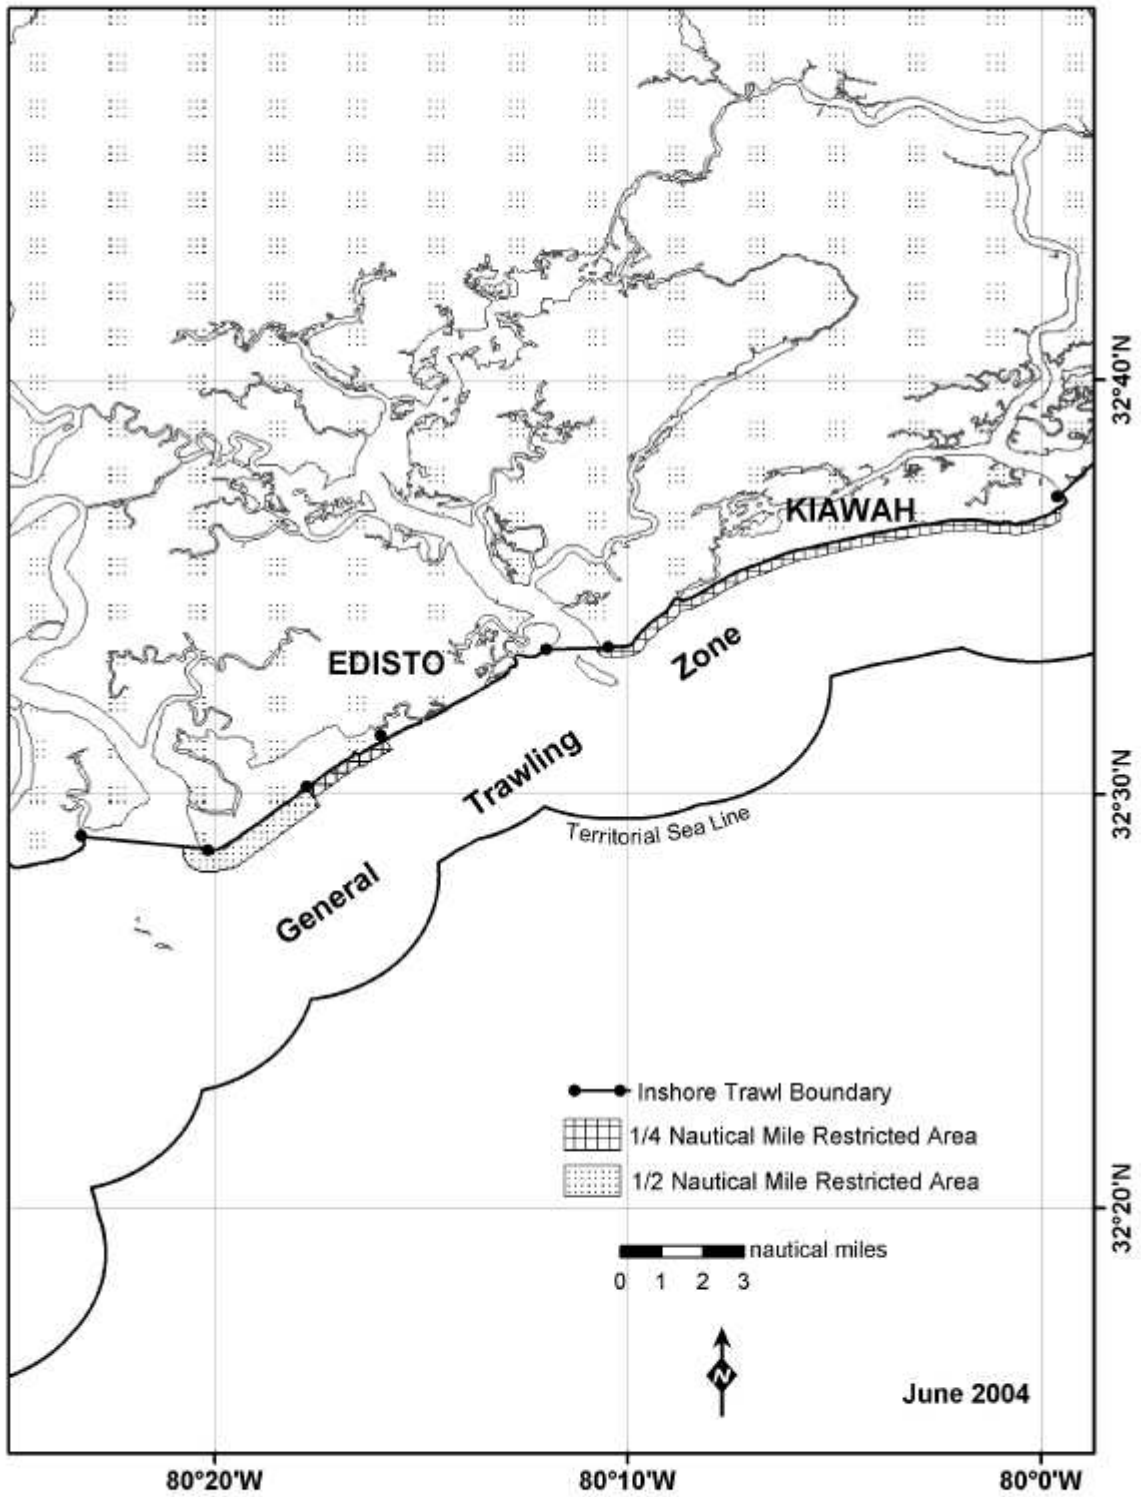 32°40'N
KIAWAH
EDISTO
Zone
Trawling
General
Territorial Sea Line
32°30'N
Inshore Trawl Boundary
1/4 Nautical Mile Restricted Area
1/2 Nautical Mile Restricted Area
32°20'N
nautical miles
0 1 2 3
N
June 2004
80°20'W 80°10'W 80°0'W